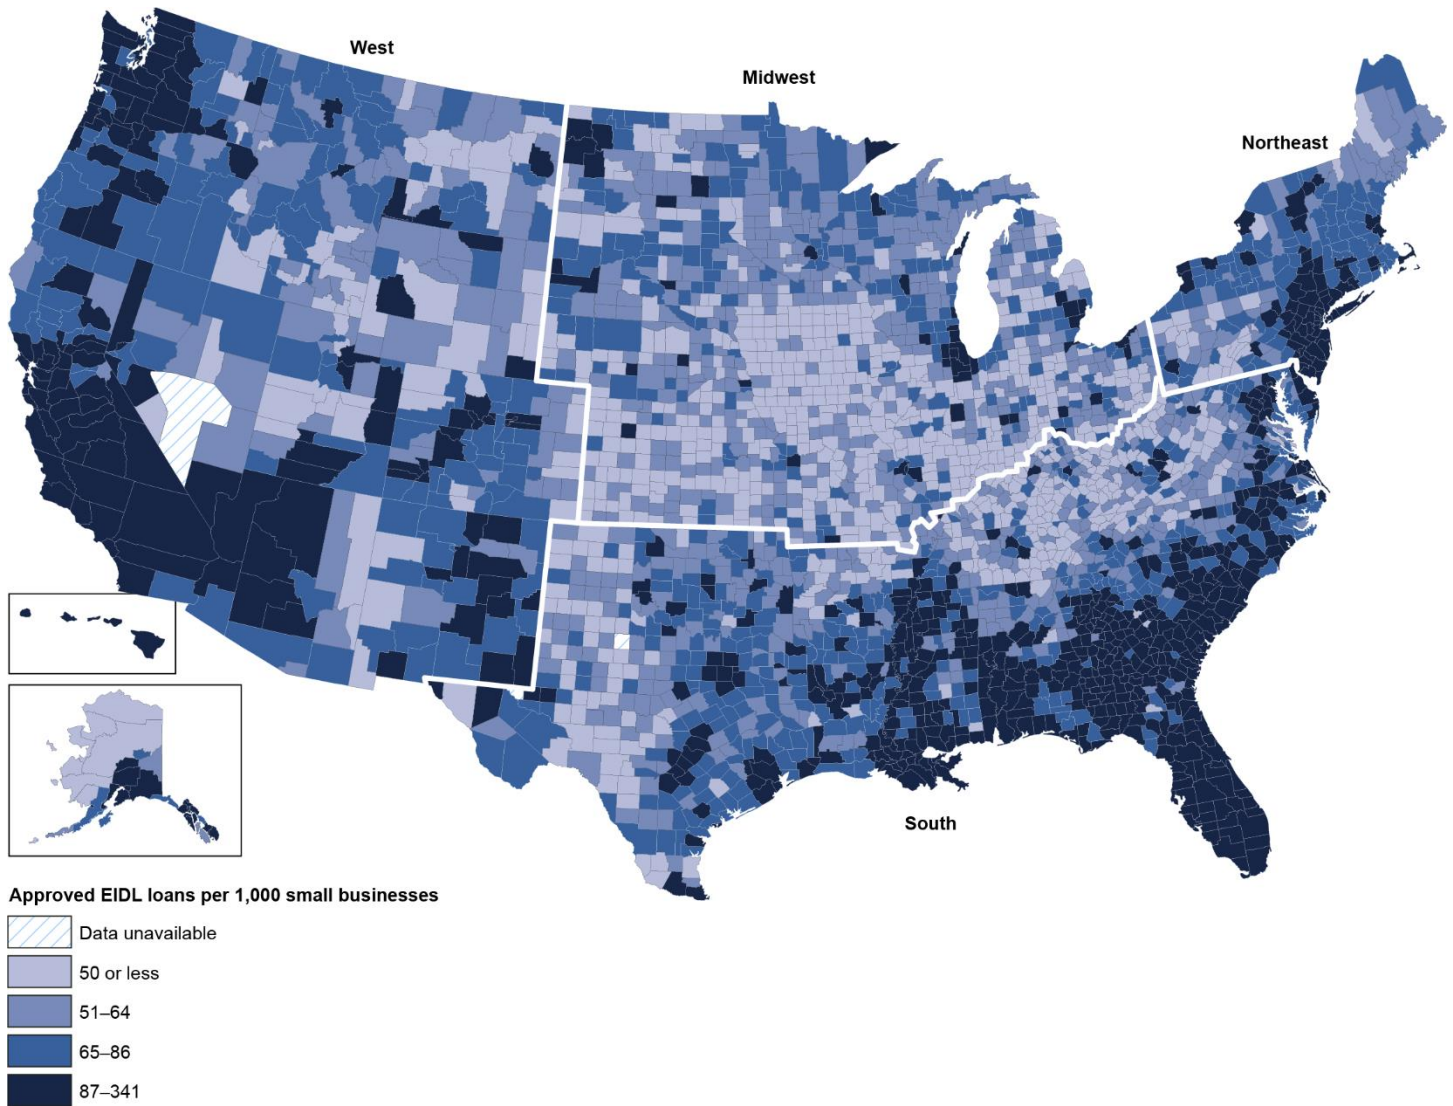 West
Midwest
Northeast
South
Approved EIDL loans per 1,000 small businesses
Data unavailable
50 or less
51–64
65–86
87–341